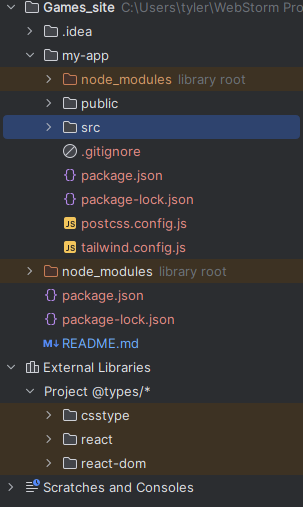 Games_site C:\Users\tyler\WebStorm Pro
.idea
my-app
node_modules library root
public
src
.gitignore
{} package.json
{} package-lock.json
JS postcss.config.js
JS tailwind.config.js
node_modules library root
{} package.json
{} package-lock.json
M↓ README.md
External Libraries
Project @types/*
csstype
react
react-dom
Scratches and Consoles